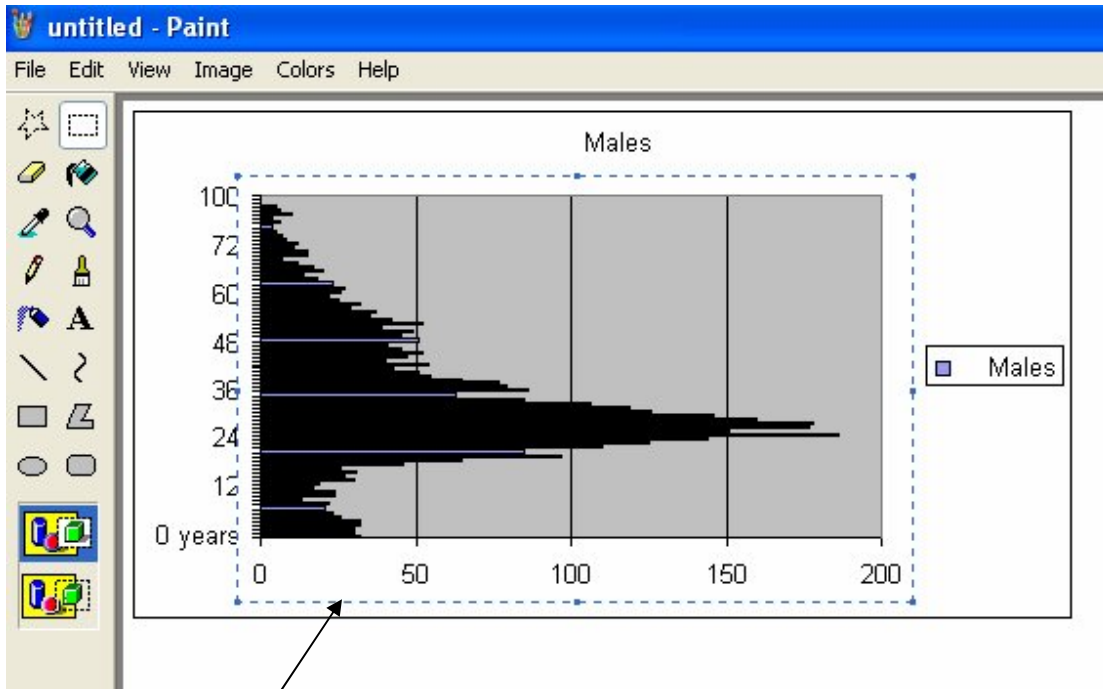 untitled - Paint
File Edit View Image Colors Help
A
Males
100
72
60
48
36
24
12
0 years
0 50 100 150 200
Males